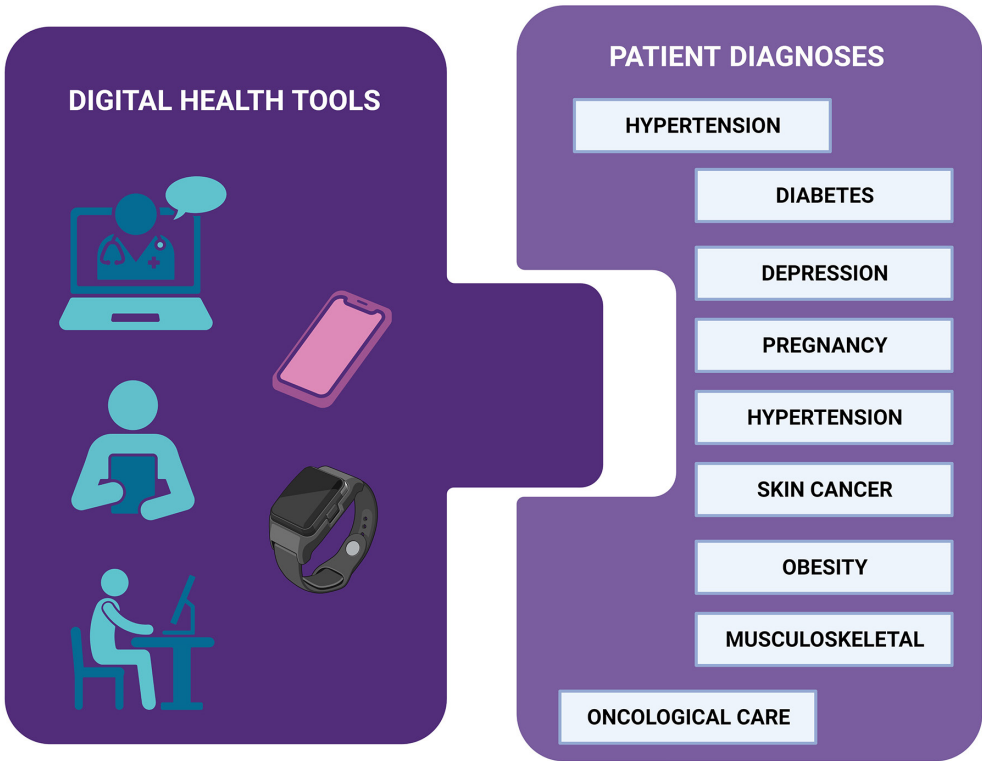 DIGITAL HEALTH TOOLS
PATIENT DIAGNOSES
HYPERTENSION
DIABETES
DEPRESSION
PREGNANCY
HYPERTENSION
SKIN CANCER
OBESITY
MUSCULOSKELETAL
ONCOLOGICAL CARE